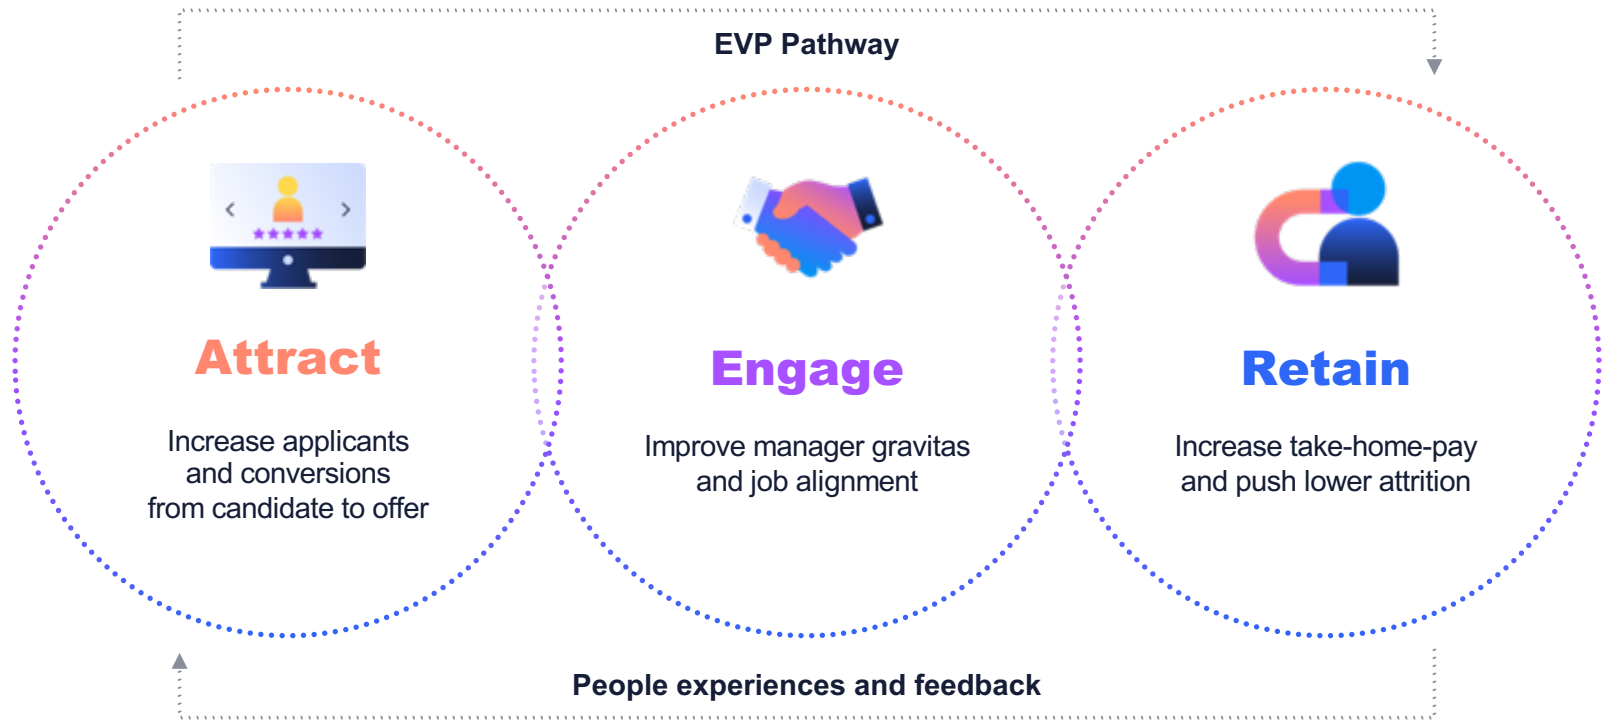 EVP Pathway
Attract
Increase applicants
and conversions
from candidate to offer
Engage
Improve manager gravitas
and job alignment
Retain
Increase take-home-pay
and push lower attrition
People experiences and feedback